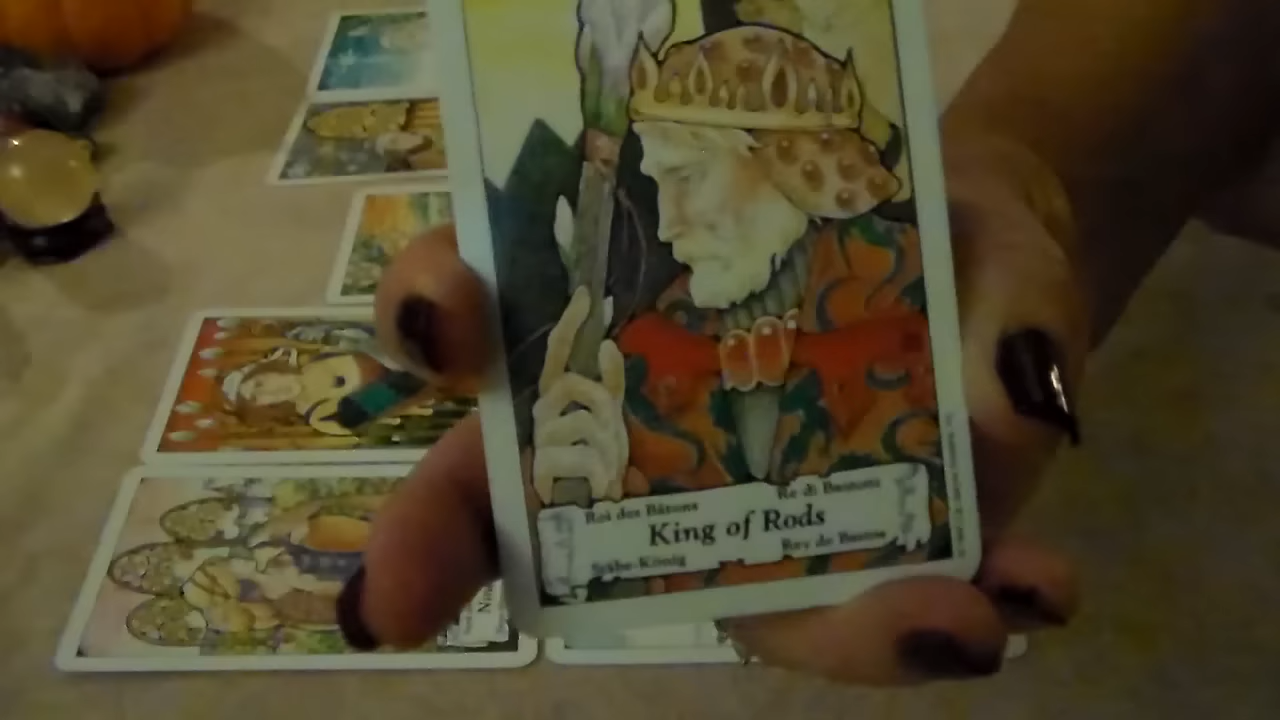 Roi des Bâtons
Re di Bastoni
King of Rods
Stäbe-König
Rey de Bastos